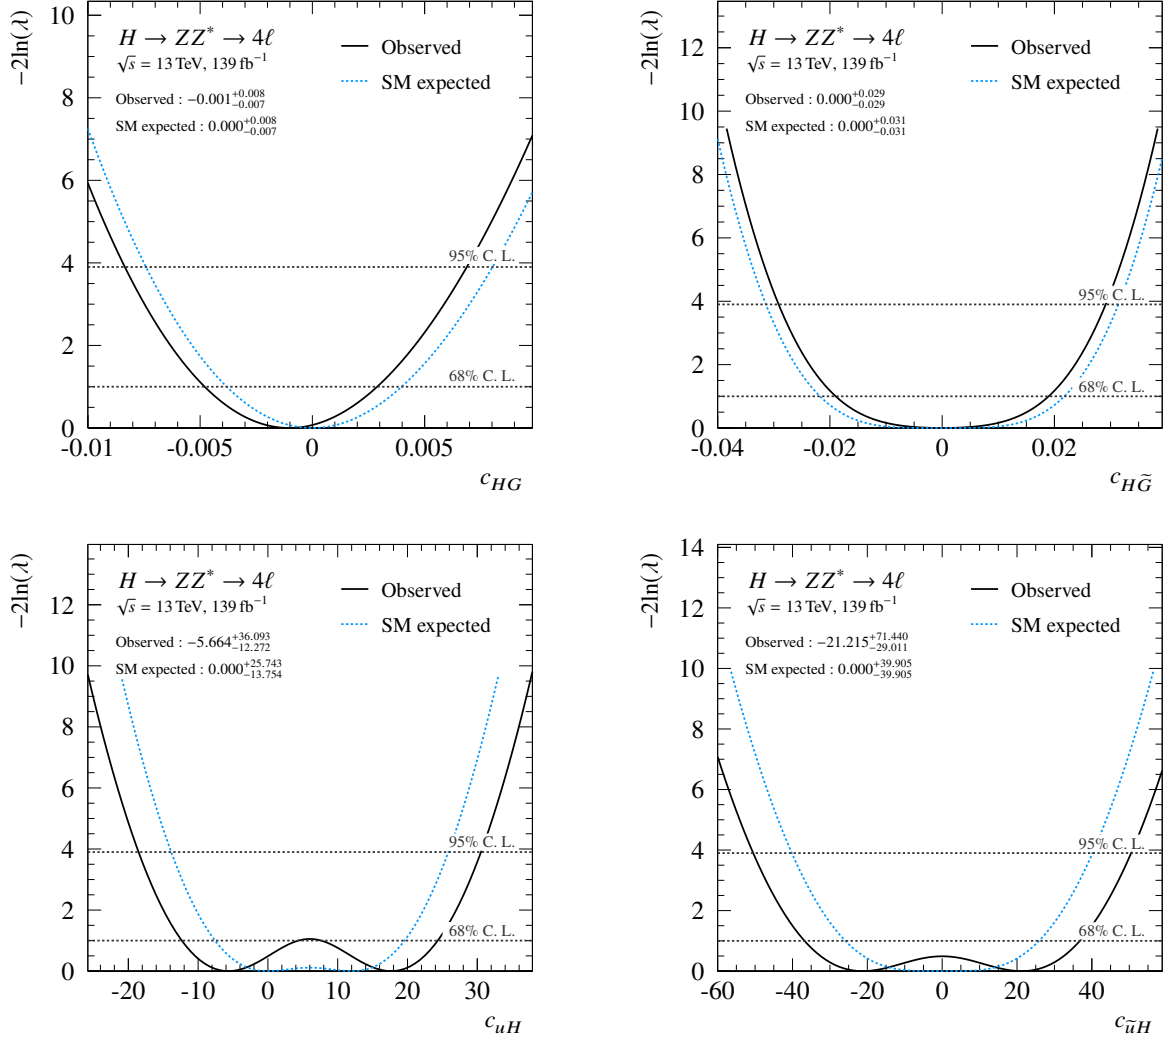 −2ln(λ)
10
8
6
4
2
0
H → ZZ* → 4ℓ
√s = 13 TeV, 139 fb⁻¹
Observed : −0.001 +0.008 −0.007
SM expected : 0.000 +0.008 −0.007
Observed
SM expected
95% C. L.
68% C. L.
-0.01 -0.005 0 0.005
c_HG
−2ln(λ)
12
10
8
6
4
2
0
H → ZZ* → 4ℓ
√s = 13 TeV, 139 fb⁻¹
Observed : 0.000 +0.029 −0.029
SM expected : 0.000 +0.031 −0.031
Observed
SM expected
95% C. L.
68% C. L.
-0.04 -0.02 0 0.02
c_HG̃
−2ln(λ)
12
10
8
6
4
2
0
H → ZZ* → 4ℓ
√s = 13 TeV, 139 fb⁻¹
Observed : −5.664 +36.093 −12.272
SM expected : 0.000 +25.743 −13.754
Observed
SM expected
95% C. L.
68% C. L.
-20 -10 0 10 20 30
c_uH
−2ln(λ)
14
12
10
8
6
4
2
0
H → ZZ* → 4ℓ
√s = 13 TeV, 139 fb⁻¹
Observed : −21.215 +71.440 −29.011
SM expected : 0.000 +39.905 −39.905
Observed
SM expected
95% C. L.
68% C. L.
-60 -40 -20 0 20 40
c_ũH